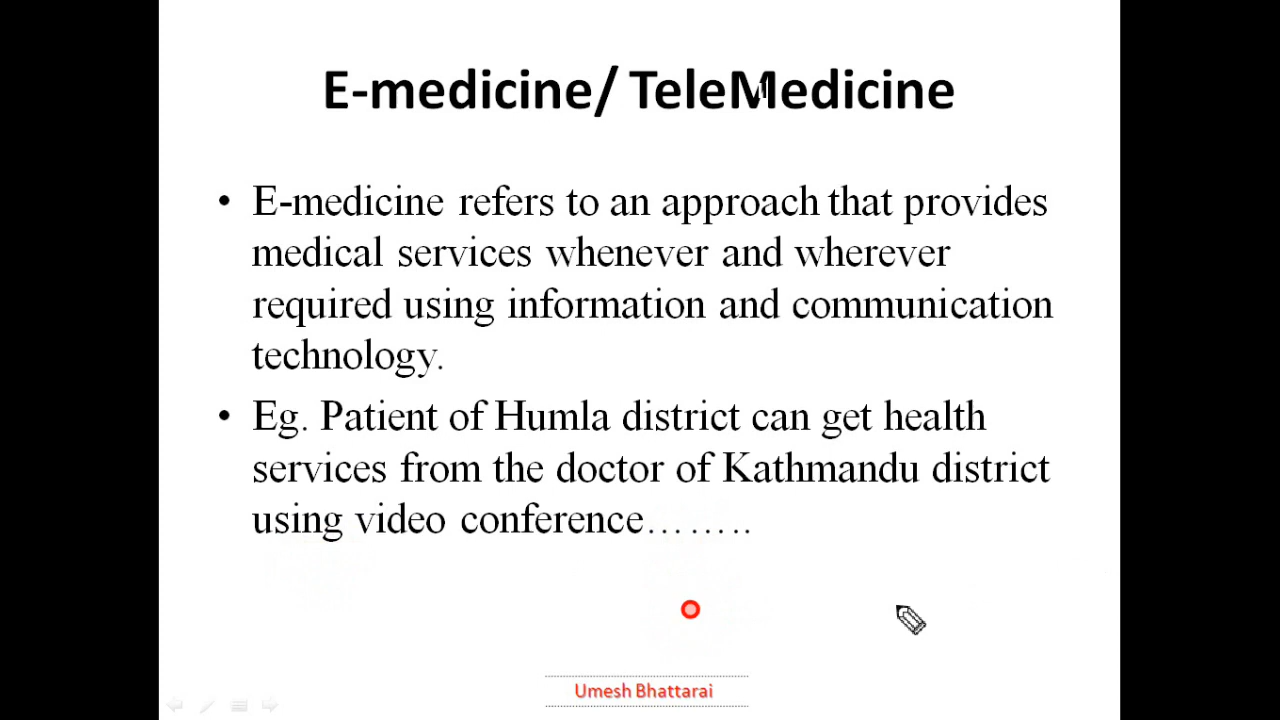 E-medicine/ TeleMedicine
• E-medicine refers to an approach that provides
medical services whenever and wherever
required using information and communication
technology.
• Eg. Patient of Humla district can get health
services from the doctor of Kathmandu district
using video conference……..
Umesh Bhattarai